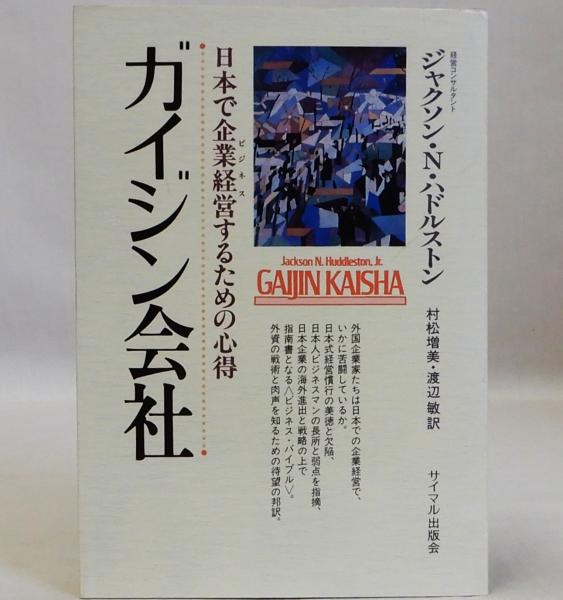 経営コンサルタント
ジャクソン・N・ハドルストン
村松増美・渡辺 敏訳
サイマル出版会
Jackson N. Huddleston, Jr.
GAIJIN KAISHA
外国企業家たちは日本での企業経営で、
いかに苦闘しているか。
日本式経営慣行の美徳と欠陥、
日本人ビジネスマンの長所と弱点を指摘、
日本企業の海外進出と戦略の上で
指南書となる〈ビジネス・バイブル〉。
外資の戦術と肉声を知るための待望の邦訳。
ビジネス
日本で企業経営するための心得
ガイジン会社